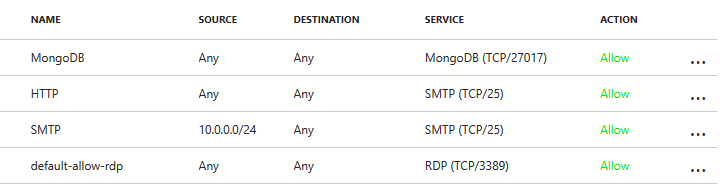 NAME SOURCE DESTINATION SERVICE ACTION
MongoDB Any Any MongoDB (TCP/27017) Allow ...
HTTP Any Any SMTP (TCP/25) Allow ...
SMTP 10.0.0.0/24 Any SMTP (TCP/25) Allow ...
default-allow-rdp Any Any RDP (TCP/3389) Allow ...